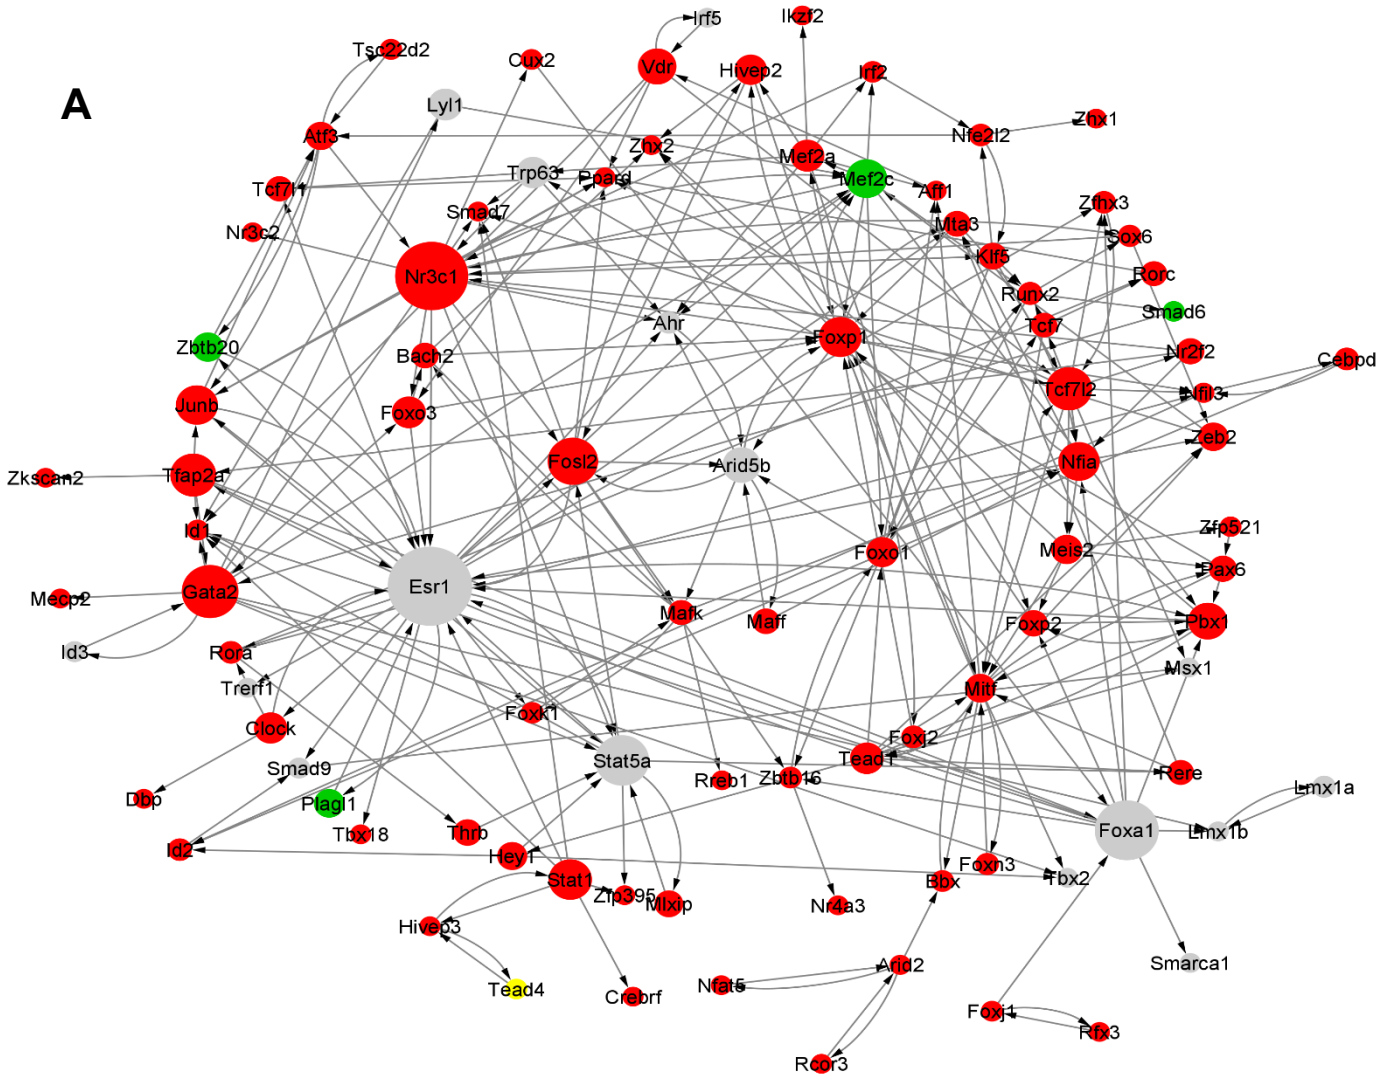 Irf5
Ikzf2
Tsc22d2
Cux2
Vdr
Hivep2
Irf2
A
Lyl1
Zhx1
Atf3
Nfe2l2
Zhx2
Mef2a
Trp63
Ppard
Mef2c
Tcf7l1
Aff1
Zfhx3
Smad7
Mta3
Nr3c2
Sox6
Klf5
Nr3c1
Rorc
Runx2
Smad6
Ahr
Tcf7
Foxp1
Zbtb20
Bach2
Nr2f2
Cebpd
Tcf7l2
Nfil3
Junb
Foxo3
Zeb2
Fosl2
Arid5b
Nfia
Tfap2a
Zkscan2
Id1
Zfp521
Foxo1
Meis2
Pax6
Esr1
Gata2
Mecp2
Mafk
Maff
Foxp2
Pbx1
Id3
Rora
Msx1
Trerf1
Mitf
Foxk1
Clock
Foxj2
Stat5a
Tead1
Smad9
Rreb1
Zbtb16
Rere
Lmx1a
Dbp
Plagl1
Tbx18
Thrb
Foxa1
Lmx1b
Id2
Hey1
Foxn3
Stat1
Bbx
Tbx2
Zfp395
Mlxip
Nr4a3
Hivep3
Arid2
Smarca1
Nfat5
Tead4
Crebrf
Foxj1
Rfx3
Rcor3